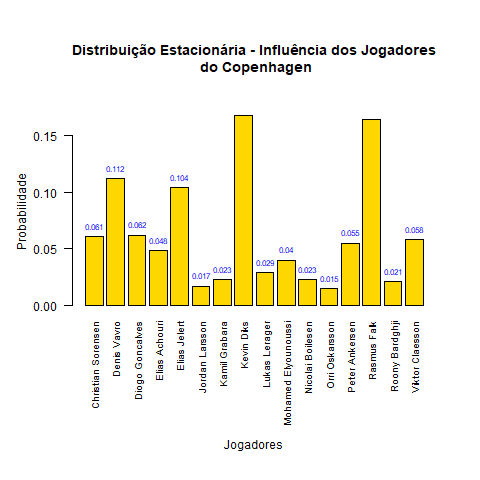 Distribuição Estacionária - Influência dos Jogadores
do Copenhagen
Probabilidade
0.15
0.10
0.05
0.00
0.061
0.112
0.062
0.048
0.104
0.017
0.023
0.029
0.04
0.023
0.015
0.055
0.021
0.058
Christian Sorensen
Denis Vavro
Diogo Goncalves
Elias Achouri
Elias Jelert
Jordan Larsson
Kamil Grabara
Kevin Diks
Lukas Lerager
Mohamed Elyounoussi
Nicolai Boilesen
Orri Oskarsson
Peter Ankersen
Rasmus Falk
Roony Bardghji
Viktor Claesson
Jogadores